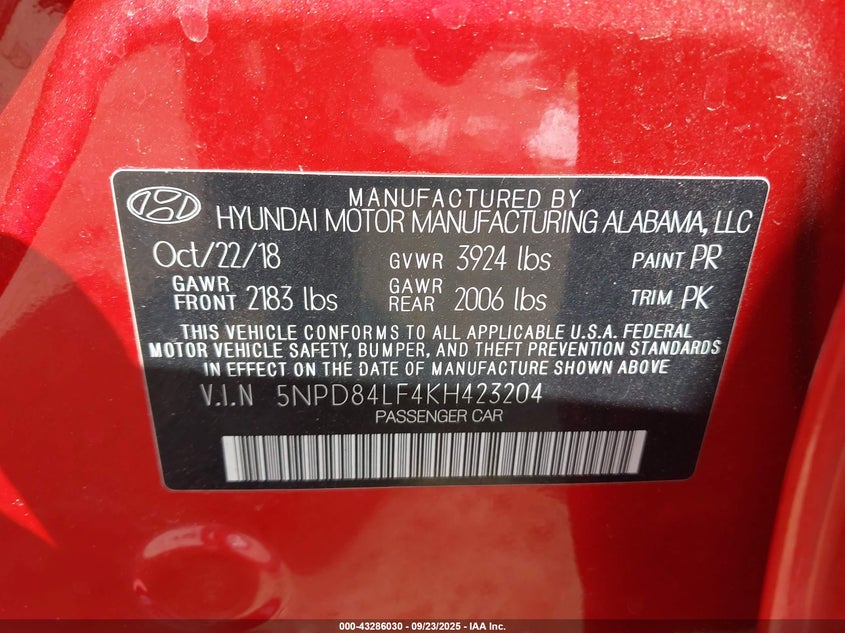 MANUFACTURED BY
HYUNDAI MOTOR MANUFACTURING ALABAMA, LLC
Oct/22/18 GVWR 3924 lbs PAINT PR
GAWR FRONT 2183 lbs GAWR REAR 2006 lbs TRIM PK
THIS VEHICLE CONFORMS TO ALL APPLICABLE U.S.A. FEDERAL
MOTOR VEHICLE SAFETY, BUMPER, AND THEFT PREVENTION STANDARDS
IN EFFECT ON THE DATE OF MANUFACTURE SHOWN ABOVE
V.I.N 5NPD84LF4KH423204
PASSENGER CAR
000-43286030 - 09/23/2025 - IAA Inc.